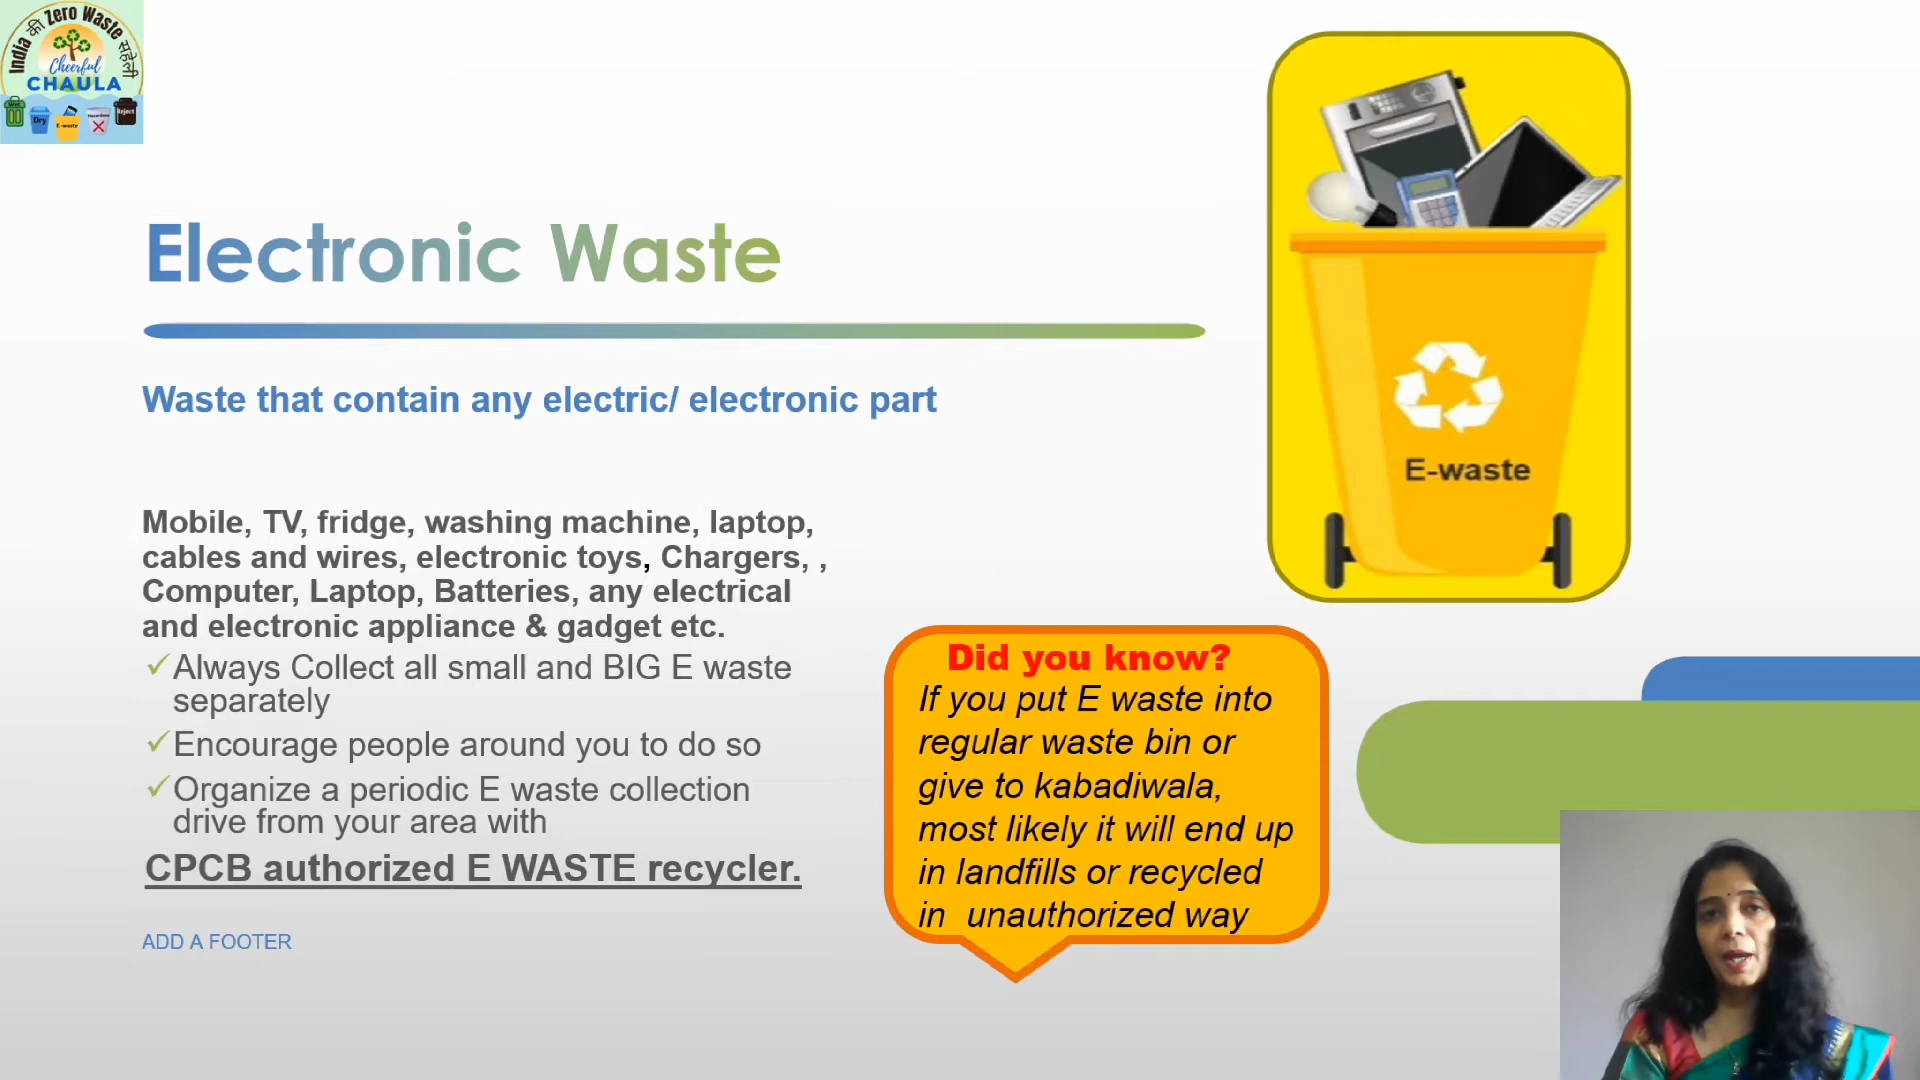 India की Zero Waste सहेली
Cheerful
CHAULA
Wet
Dry
E-waste
Hazardous
Reject
Electronic Waste
Waste that contain any electric/ electronic part
Mobile, TV, fridge, washing machine, laptop,
cables and wires, electronic toys, Chargers, ,
Computer, Laptop, Batteries, any electrical
and electronic appliance & gadget etc.
✓Always Collect all small and BIG E waste
separately
✓Encourage people around you to do so
✓Organize a periodic E waste collection
drive from your area with
CPCB authorized E WASTE recycler.
ADD A FOOTER
E-waste
Did you know?
If you put E waste into
regular waste bin or
give to kabadiwala,
most likely it will end up
in landfills or recycled
in  unauthorized way